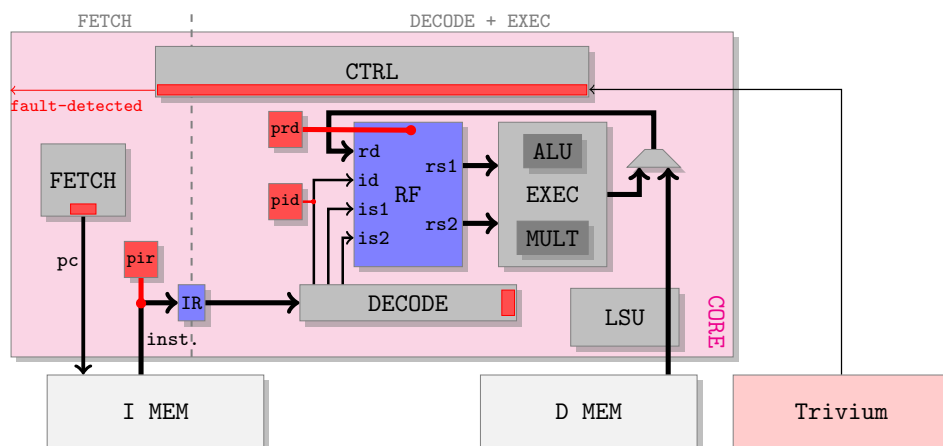 FETCH
DECODE + EXEC
CTRL
fault-detected
prd
rd
rs1
ALU
FETCH
id
RF
EXEC
pid
is1
rs2
is2
MULT
pc
pir
IR
DECODE
LSU
CORE
inst.
I MEM
D MEM
Trivium